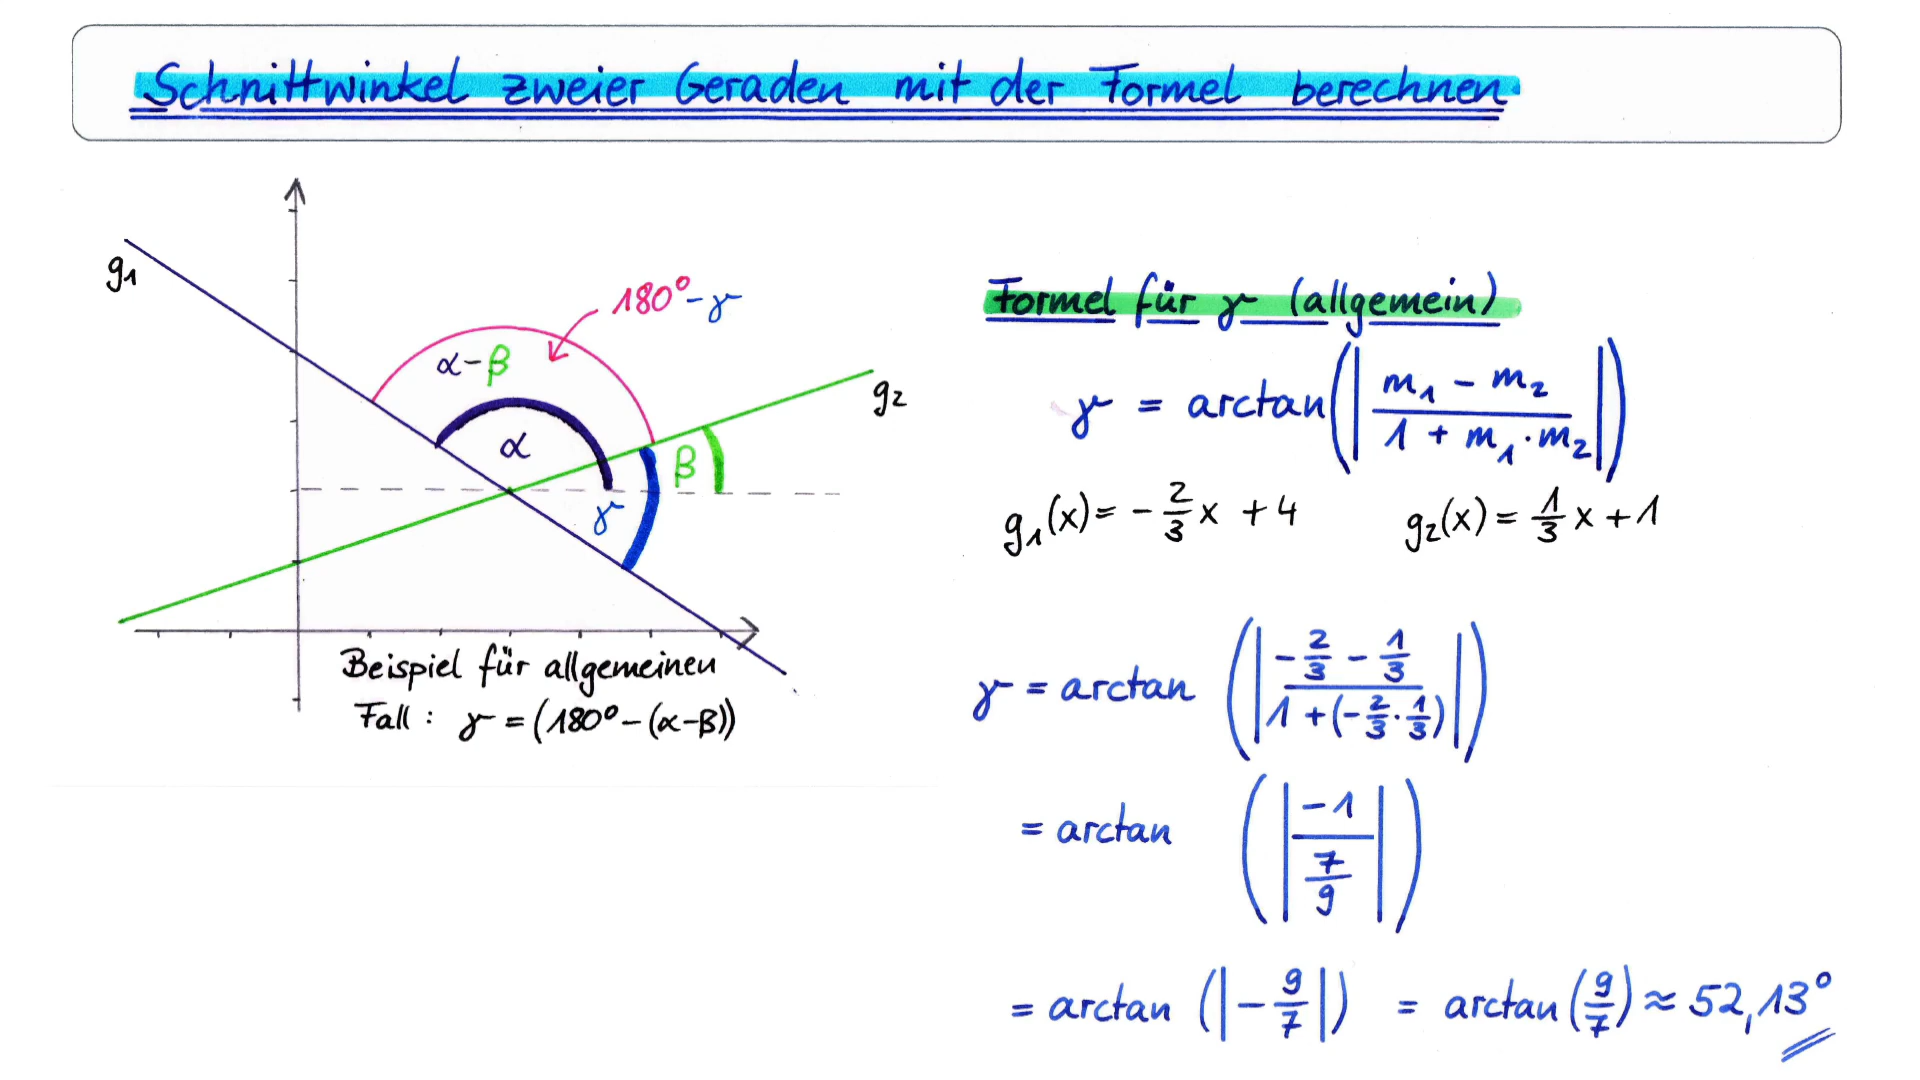 Schnittwinkel zweier Geraden mit der Formel berechnen
g₁
180°-γ
α-β
g₂
α
β
γ
Beispiel für allgemeinen
Fall : γ = (180° - (α-β))
Formel für γ (allgemein)
γ = arctan(|(m₁ - m₂)/(1 + m₁·m₂)|)
g₁(x) = -2/3 x + 4 g₂(x) = 1/3 x + 1
γ = arctan (|(-2/3 - 1/3)/(1 + (-2/3 · 1/3))|)
= arctan (|-1/(7/9)|)
= arctan (|-9/7|) = arctan(9/7) ≈ 52,13°